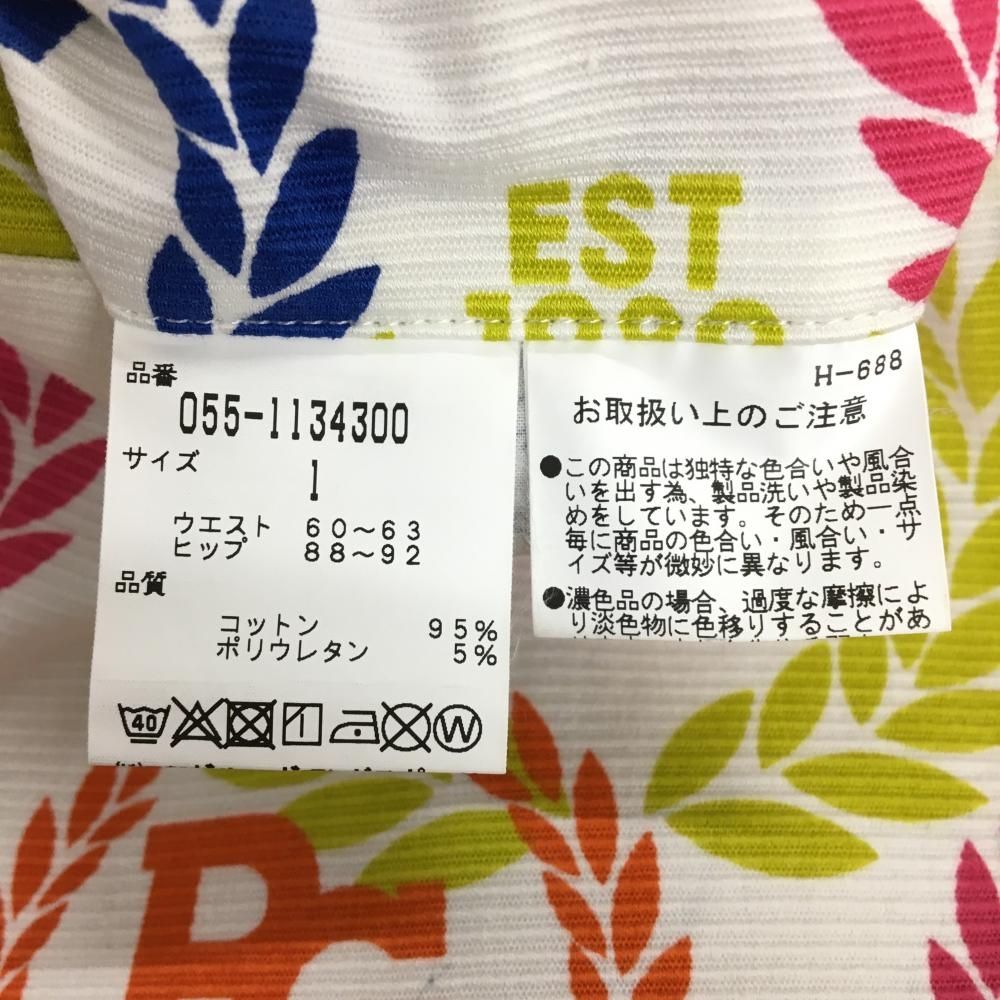 EST
品番
055-1134300
サイズ
1
ウエスト 60～63
ヒップ 88～92
品質
コットン 95%
ポリウレタン 5%
40
W
H-688
お取扱い上のご注意
●この商品は独特な色合いや風合
いを出す為、製品洗いや製品染
めをしています。そのため一点
毎に商品の色合い・風合い・サ
イズ等が微妙に異なります。
●濃色品の場合、過度な摩擦によ
り淡色物に色移りすることがあ